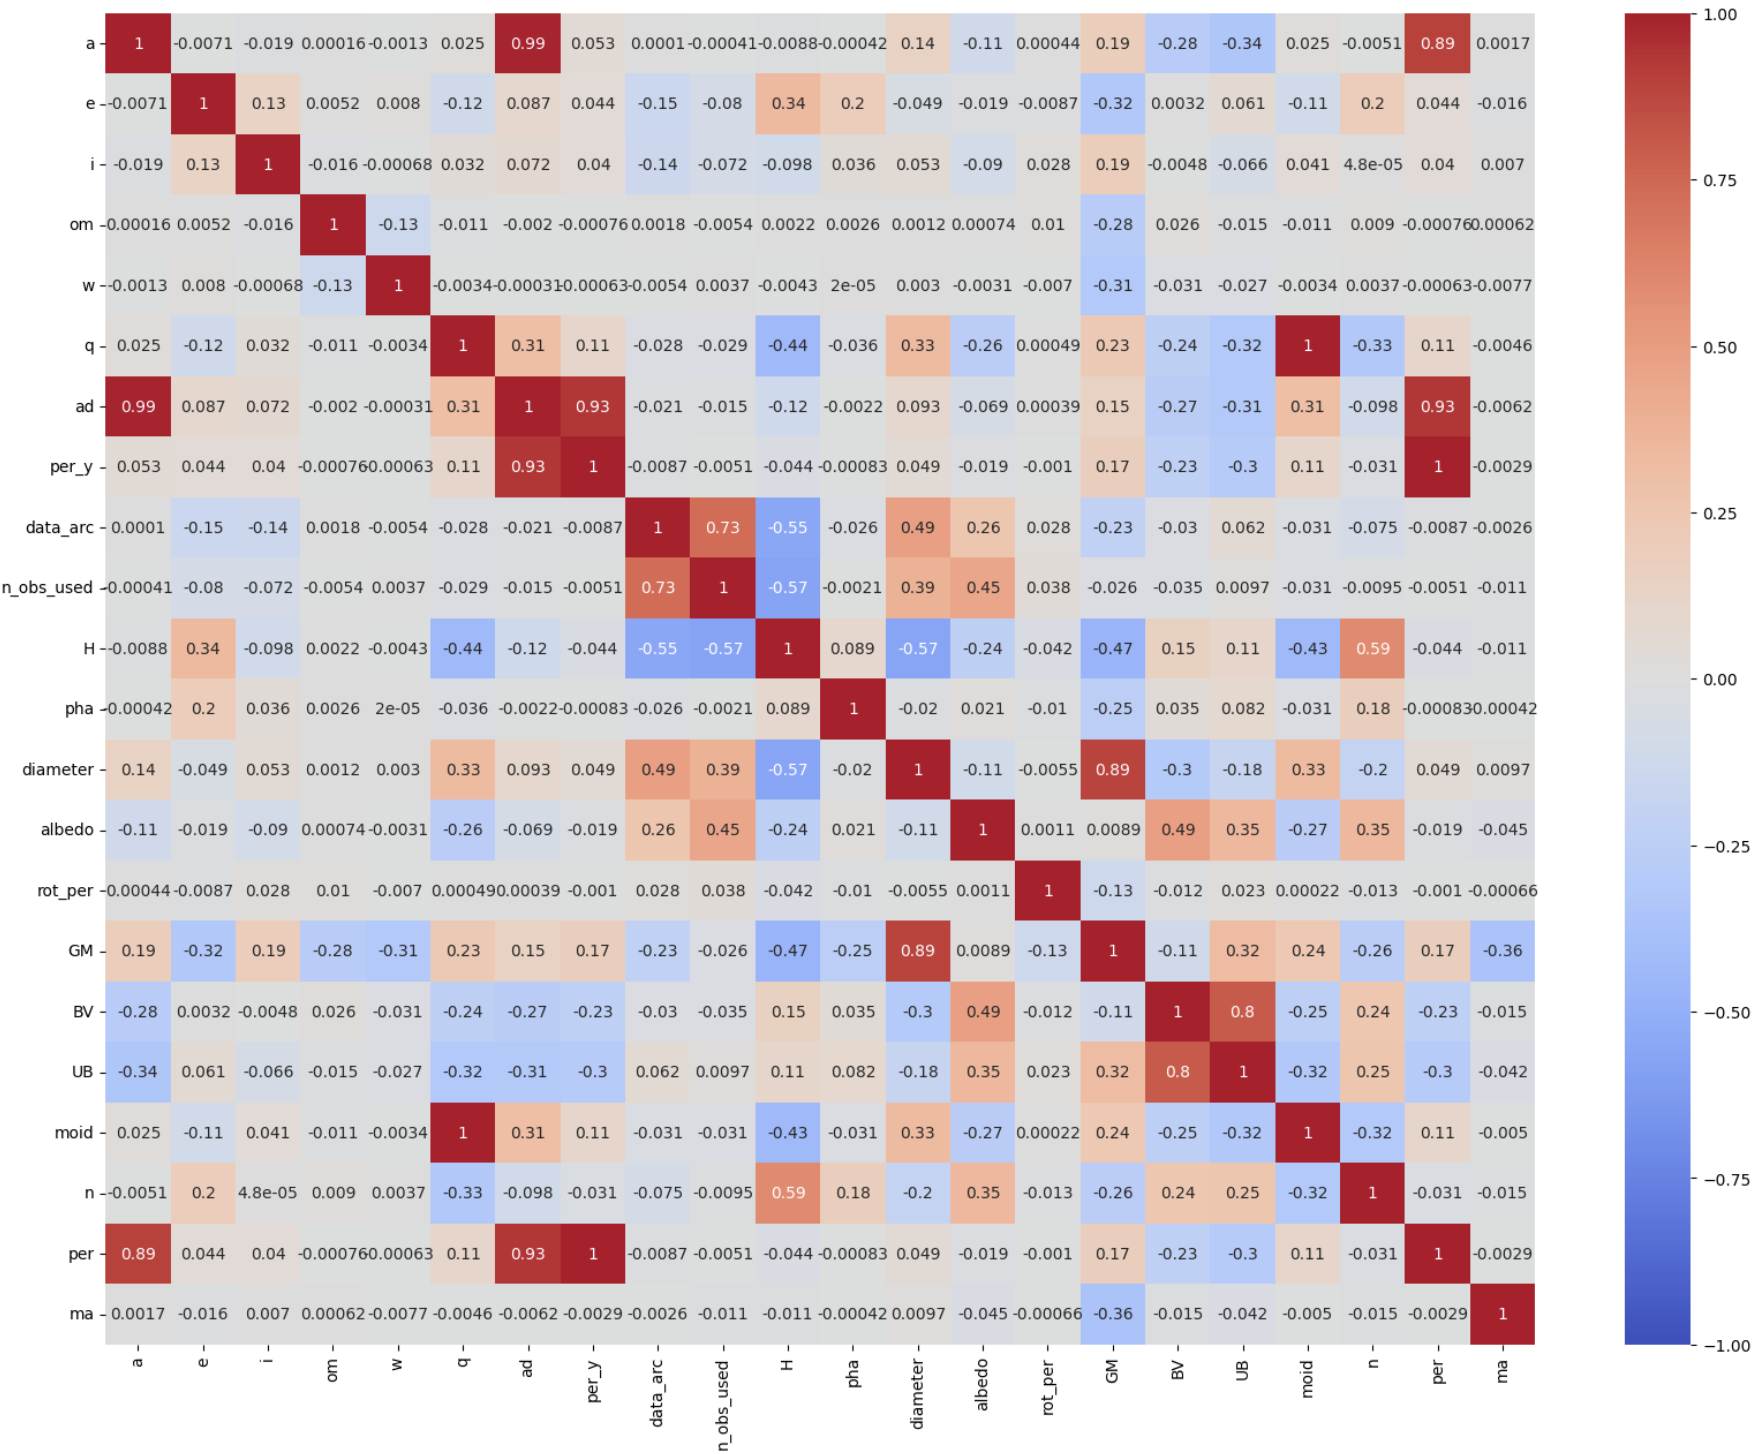 a 1 -0.0071 -0.019 0.00016 -0.0013 0.025 0.99 0.053 0.0001 -0.00041 -0.0088 -0.00042 0.14 -0.11 0.00044 0.19 -0.28 -0.34 0.025 -0.0051 0.89 0.0017
e -0.0071 1 0.13 0.0052 0.008 -0.12 0.087 0.044 -0.15 -0.08 0.34 0.2 -0.049 -0.019 -0.0087 -0.32 0.0032 0.061 -0.11 0.2 0.044 -0.016
i -0.019 0.13 1 -0.016 -0.00068 0.032 0.072 0.04 -0.14 -0.072 -0.098 0.036 0.053 -0.09 0.028 0.19 -0.0048 -0.066 0.041 4.8e-05 0.04 0.007
om 0.00016 0.0052 -0.016 1 -0.13 -0.011 -0.002 -0.00076 0.0018 -0.0054 0.0022 0.0026 0.0012 0.00074 0.01 -0.28 0.026 -0.015 -0.011 0.009 -0.00076 0.00062
w -0.0013 0.008 -0.00068 -0.13 1 -0.0034 -0.00031 -0.00063 -0.0054 0.0037 -0.0043 2e-05 0.003 -0.0031 -0.007 -0.31 -0.031 -0.027 -0.0034 0.0037 -0.00063 -0.0077
q 0.025 -0.12 0.032 -0.011 -0.0034 1 0.31 0.11 -0.028 -0.029 -0.44 -0.036 0.33 -0.26 0.00049 0.23 -0.24 -0.32 1 -0.33 0.11 -0.0046
ad 0.99 0.087 0.072 -0.002 -0.00031 0.31 1 0.93 -0.021 -0.015 -0.12 -0.0022 0.093 -0.069 0.00039 0.15 -0.27 -0.31 0.31 -0.098 0.93 -0.0062
per_y 0.053 0.044 0.04 -0.00076 -0.00063 0.11 0.93 1 -0.0087 -0.0051 -0.044 -0.00083 0.049 -0.019 -0.001 0.17 -0.23 -0.3 0.11 -0.031 1 -0.0029
data_arc 0.0001 -0.15 -0.14 0.0018 -0.0054 -0.028 -0.021 -0.0087 1 0.73 -0.55 -0.026 0.49 0.26 0.028 -0.23 -0.03 0.062 -0.031 -0.075 -0.0087 -0.0026
n_obs_used -0.00041 -0.08 -0.072 -0.0054 0.0037 -0.029 -0.015 -0.0051 0.73 1 -0.57 -0.0021 0.39 0.45 0.038 -0.026 -0.035 0.0097 -0.031 -0.0095 -0.0051 -0.011
H -0.0088 0.34 -0.098 0.0022 -0.0043 -0.44 -0.12 -0.044 -0.55 -0.57 1 0.089 -0.57 -0.24 -0.042 -0.47 0.15 0.11 -0.43 0.59 -0.044 -0.011
pha -0.00042 0.2 0.036 0.0026 2e-05 -0.036 -0.0022 -0.00083 -0.026 -0.0021 0.089 1 -0.02 0.021 -0.01 -0.25 0.035 0.082 -0.031 0.18 -0.00083 -0.00042
diameter 0.14 -0.049 0.053 0.0012 0.003 0.33 0.093 0.049 0.49 0.39 -0.57 -0.02 1 -0.11 -0.0055 0.89 -0.3 -0.18 0.33 -0.2 0.049 0.0097
albedo -0.11 -0.019 -0.09 0.00074 -0.0031 -0.26 -0.069 -0.019 0.26 0.45 -0.24 0.021 -0.11 1 0.0011 0.0089 0.49 0.35 -0.27 0.35 -0.019 -0.045
rot_per 0.00044 -0.0087 0.028 0.01 -0.007 0.00049 0.00039 -0.001 0.028 0.038 -0.042 -0.01 -0.0055 0.0011 1 -0.13 -0.012 0.023 0.00022 -0.013 -0.001 -0.00066
GM 0.19 -0.32 0.19 -0.28 -0.31 0.23 0.15 0.17 -0.23 -0.026 -0.47 -0.25 0.89 0.0089 -0.13 1 -0.11 0.32 0.24 -0.26 0.17 -0.36
BV -0.28 0.0032 -0.0048 0.026 -0.031 -0.24 -0.27 -0.23 -0.03 -0.035 0.15 0.035 -0.3 0.49 -0.012 -0.11 1 0.8 -0.25 0.24 -0.23 -0.015
UB -0.34 0.061 -0.066 -0.015 -0.027 -0.32 -0.31 -0.3 0.062 0.0097 0.11 0.082 -0.18 0.35 0.023 0.32 0.8 1 -0.32 0.25 -0.3 -0.042
moid 0.025 -0.11 0.041 -0.011 -0.0034 1 0.31 0.11 -0.031 -0.031 -0.43 -0.031 0.33 -0.27 0.00022 0.24 -0.25 -0.32 1 -0.32 0.11 -0.005
n -0.0051 0.2 4.8e-05 0.009 0.0037 -0.33 -0.098 -0.031 -0.075 -0.0095 0.59 0.18 -0.2 0.35 -0.013 -0.26 0.24 0.25 -0.32 1 -0.031 -0.015
per 0.89 0.044 0.04 -0.00076 -0.00063 0.11 0.93 1 -0.0087 -0.0051 -0.044 -0.00083 0.049 -0.019 -0.001 0.17 -0.23 -0.3 0.11 -0.031 1 -0.0029
ma 0.0017 -0.016 0.007 0.00062 -0.0077 -0.0046 -0.0062 -0.0029 -0.0026 -0.011 -0.011 -0.00042 0.0097 -0.045 -0.00066 -0.36 -0.015 -0.042 -0.005 -0.015 -0.0029 1
a e i om w q ad per_y data_arc n_obs_used H pha diameter albedo rot_per GM BV UB moid n per ma
1.00
0.75
0.50
0.25
0.00
−0.25
−0.50
−0.75
−1.00